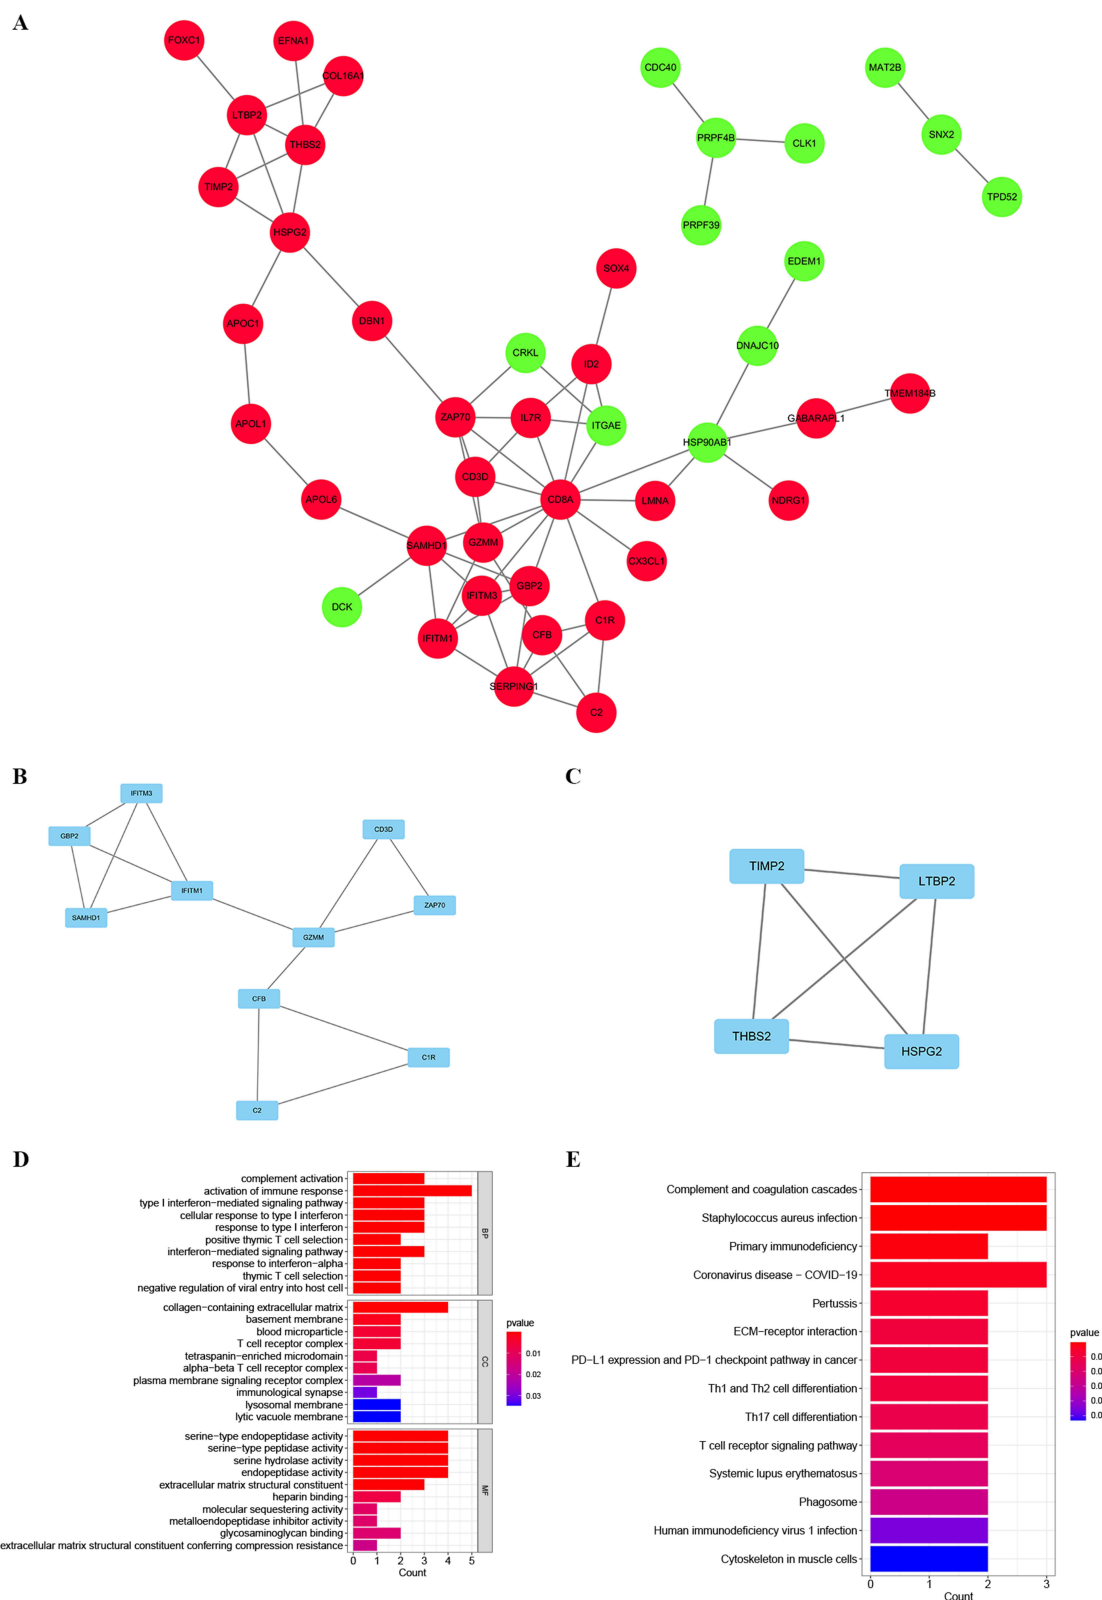 A
FOXC1
EFNA1
COL16A1
LTBP2
THBS2
TIMP2
HSPG2
APOC1
DBN1
APOL1
APOL6
CDC40
PRPF4B
CLK1
PRPF39
MAT2B
SNX2
TPD52
EDEM1
DNAJC10
SOX4
CRKL
ID2
ZAP70
IL7R
ITGAE
HSP90AB1
GABARAPL1
TMEM184B
CD3D
CD8A
LMNA
NDRG1
SAMHD1
GZMM
CX3CL1
DCK
IFITM3
GBP2
IFITM1
CFB
C1R
SERPING1
C2
B
IFITM3
GBP2
IFITM1
SAMHD1
CD3D
ZAP70
GZMM
CFB
C1R
C2
C
TIMP2
LTBP2
THBS2
HSPG2
D
complement activation
activation of immune response
type I interferon−mediated signaling pathway
cellular response to type I interferon
response to type I interferon
positive thymic T cell selection
interferon−mediated signaling pathway
response to interferon−alpha
thymic T cell selection
negative regulation of viral entry into host cell
BP
collagen−containing extracellular matrix
basement membrane
blood microparticle
T cell receptor complex
tetraspanin−enriched microdomain
alpha−beta T cell receptor complex
plasma membrane signaling receptor complex
immunological synapse
lysosomal membrane
lytic vacuole membrane
CC
serine−type endopeptidase activity
serine−type peptidase activity
serine hydrolase activity
endopeptidase activity
extracellular matrix structural constituent
heparin binding
molecular sequestering activity
metalloendopeptidase inhibitor activity
glycosaminoglycan binding
extracellular matrix structural constituent conferring compression resistance
MF
0 1 2 3 4 5
Count
pvalue
0.01
0.02
0.03
E
Complement and coagulation cascades
Staphylococcus aureus infection
Primary immunodeficiency
Coronavirus disease − COVID−19
Pertussis
ECM−receptor interaction
PD−L1 expression and PD−1 checkpoint pathway in cancer
Th1 and Th2 cell differentiation
Th17 cell differentiation
T cell receptor signaling pathway
Systemic lupus erythematosus
Phagosome
Human immunodeficiency virus 1 infection
Cytoskeleton in muscle cells
0 1 2 3
Count
pvalue
0.0
0.0
0.0
0.0